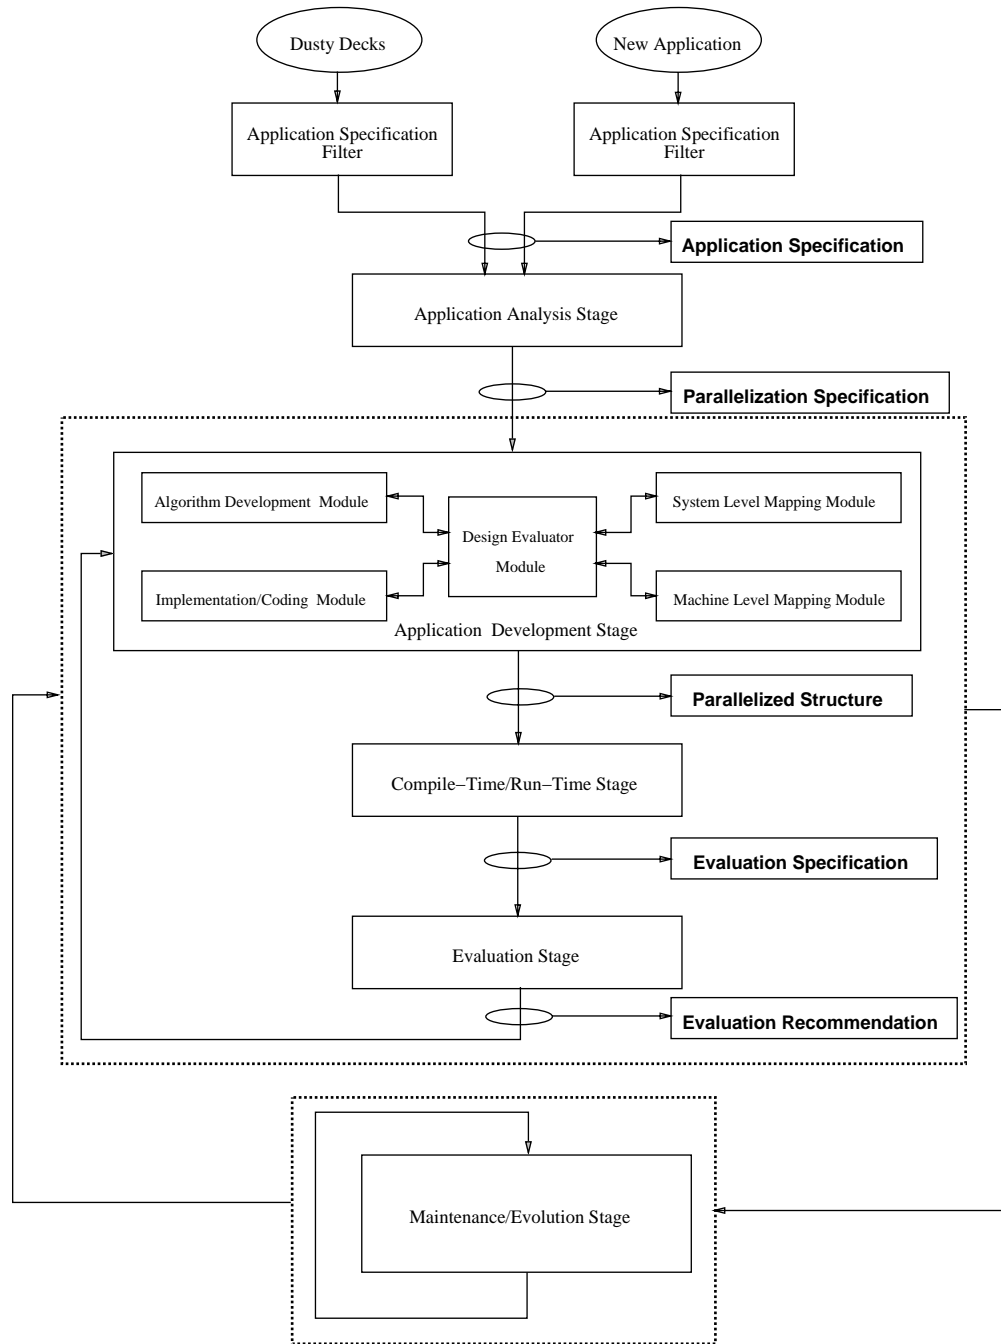 Dusty Decks
New Application
Application Specification
Filter
Application Specification
Filter
Application Specification
Application Analysis Stage
Parallelization Specification
Algorithm Development Module
System Level Mapping Module
Design Evaluator
Module
Implementation/Coding Module
Machine Level Mapping Module
Application Development Stage
Parallelized Structure
Compile-Time/Run-Time Stage
Evaluation Specification
Evaluation Stage
Evaluation Recommendation
Maintenance/Evolution Stage